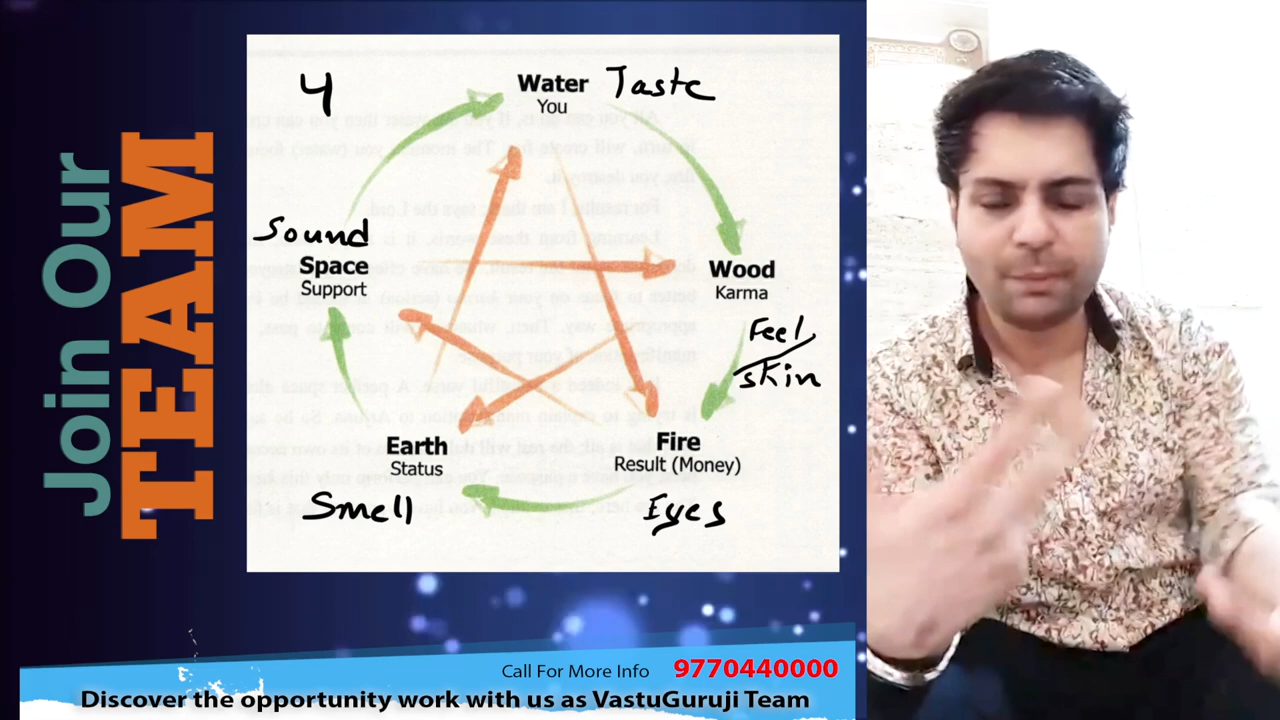 Join Our
TEAM
4
Water Taste
You
Sound
Space
Support
Wood
Karma
Feel
Skin
Earth
Status
Smell
Fire
Result (Money)
Eyes
Call For More Info 9770440000
Discover the opportunity work with us as VastuGuruji Team